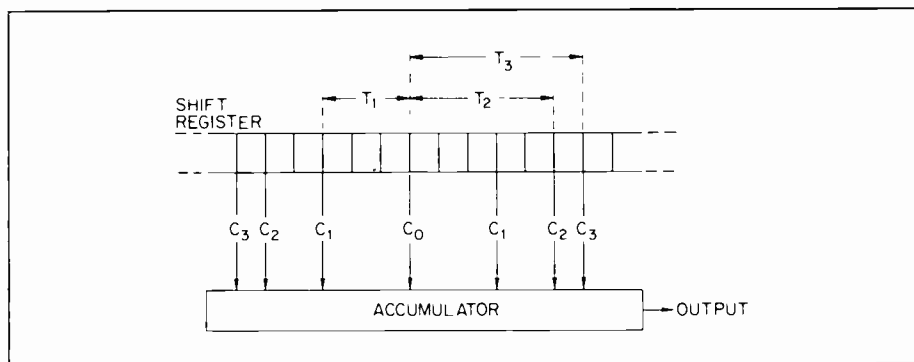 T₃
T₁ T₂
SHIFT
REGISTER
C₃ C₂ C₁ C₀ C₁ C₂ C₃
ACCUMULATOR
OUTPUT